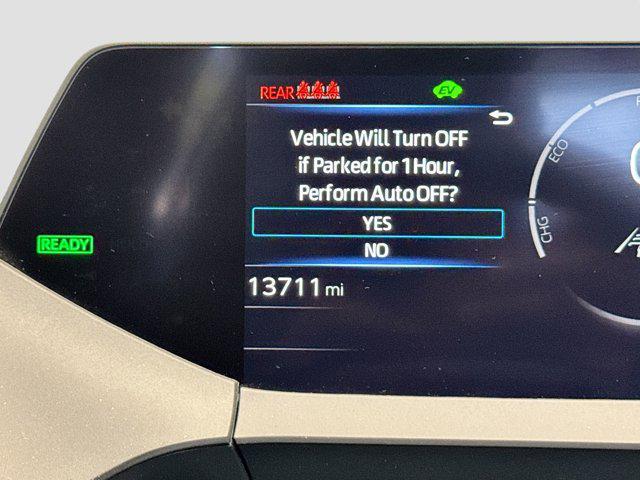 REAR
EV
Vehicle Will Turn OFF
if Parked for 1 Hour,
Perform Auto OFF?
YES
NO
READY
13711 mi
ECO
CHG